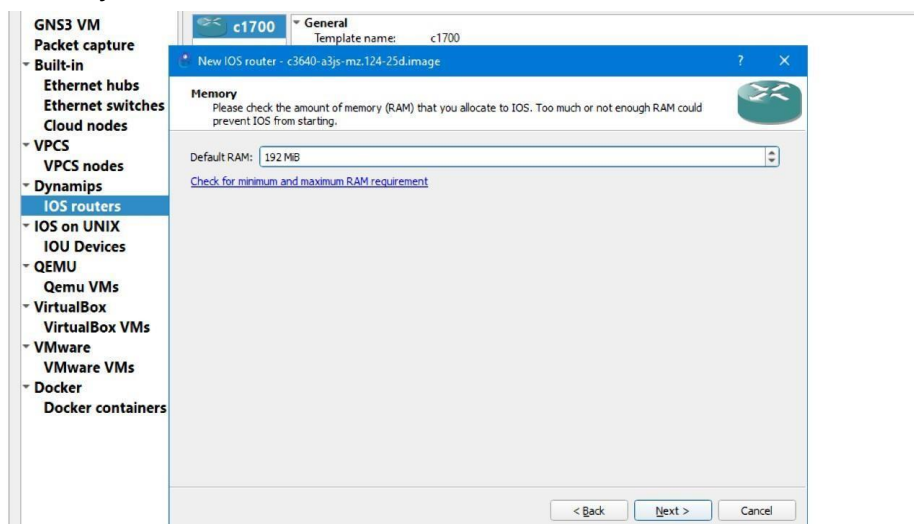 GNS3 VM
Packet capture
Built-in
Ethernet hubs
Ethernet switches
Cloud nodes
VPCS
VPCS nodes
Dynamips
IOS routers
IOS on UNIX
IOU Devices
QEMU
Qemu VMs
VirtualBox
VirtualBox VMs
VMware
VMware VMs
Docker
Docker containers
c1700
General
Template name: c1700
New IOS router - c3640-a3js-mz.124-25d.image
Memory
Please check the amount of memory (RAM) that you allocate to IOS. Too much or not enough RAM could
prevent IOS from starting.
Default RAM: 192 MiB
Check for minimum and maximum RAM requirement
< Back Next > Cancel